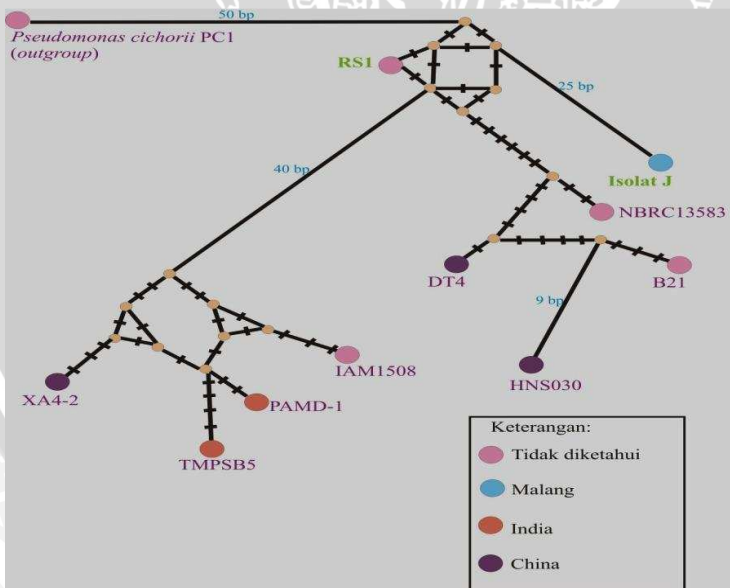 50 bp
Pseudomonas cichorii PC1
(outgroup)
RS1
25 bp
40 bp
Isolat J
NBRC13583
DT4
B21
9 bp
IAM1508
HNS030
XA4-2
PAMD-1
TMPSB5
Keterangan:
Tidak diketahui
Malang
India
China